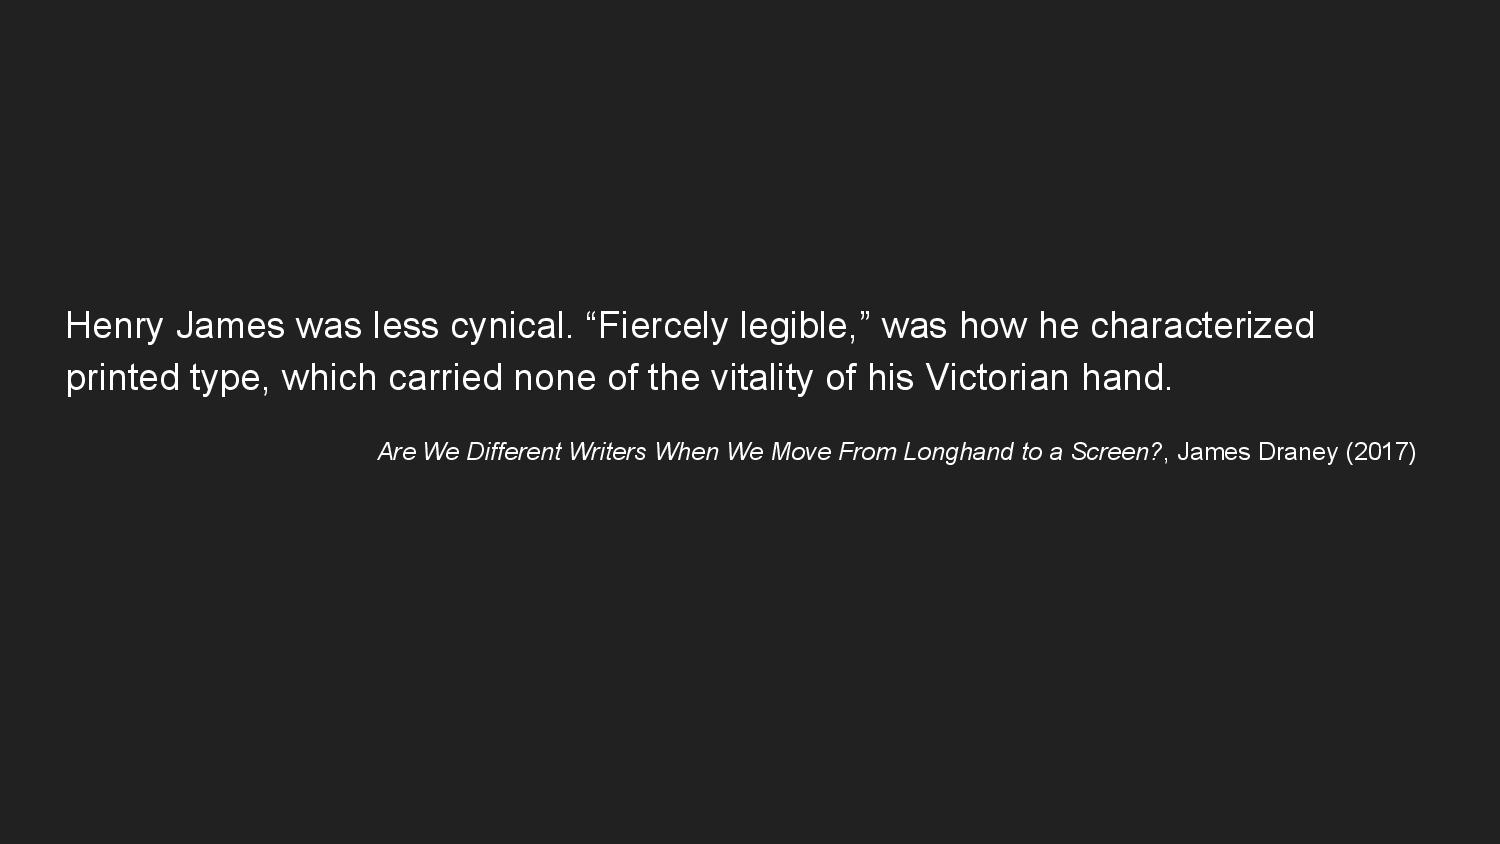 Henry James was less cynical. “Fiercely legible,” was how he characterized
printed type, which carried none of the vitality of his Victorian hand.
Are We Different Writers When We Move From Longhand to a Screen?, James Draney (2017)